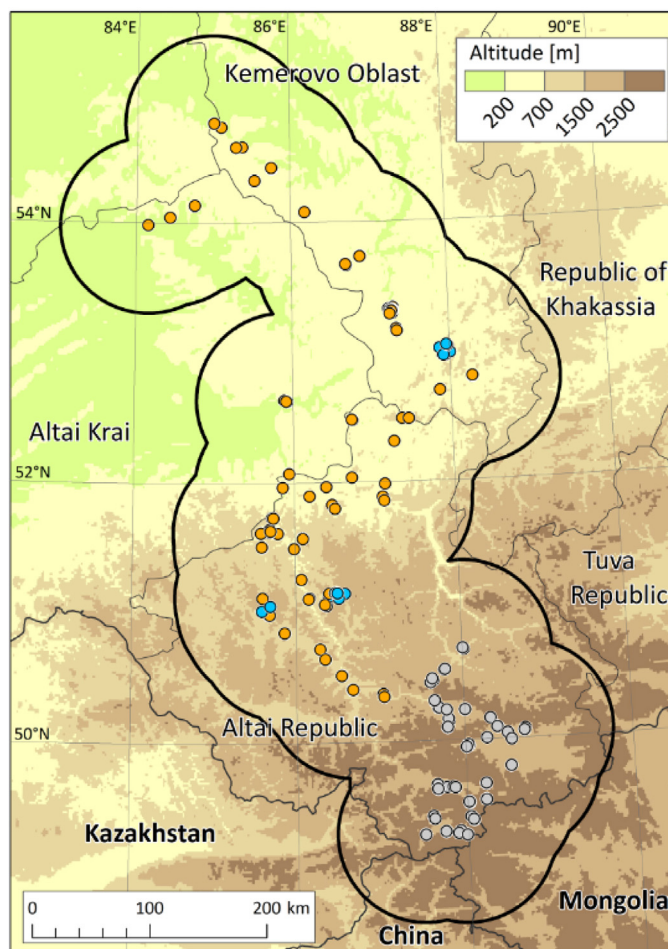 84°E
86°E
88°E
90°E
Kemerovo Oblast
Altitude [m]
200
700
1500
2500
54°N
Republic of
Khakassia
Altai Krai
52°N
Tuva
Republic
Altai Republic
50°N
Kazakhstan
Mongolia
China
0
100
200 km